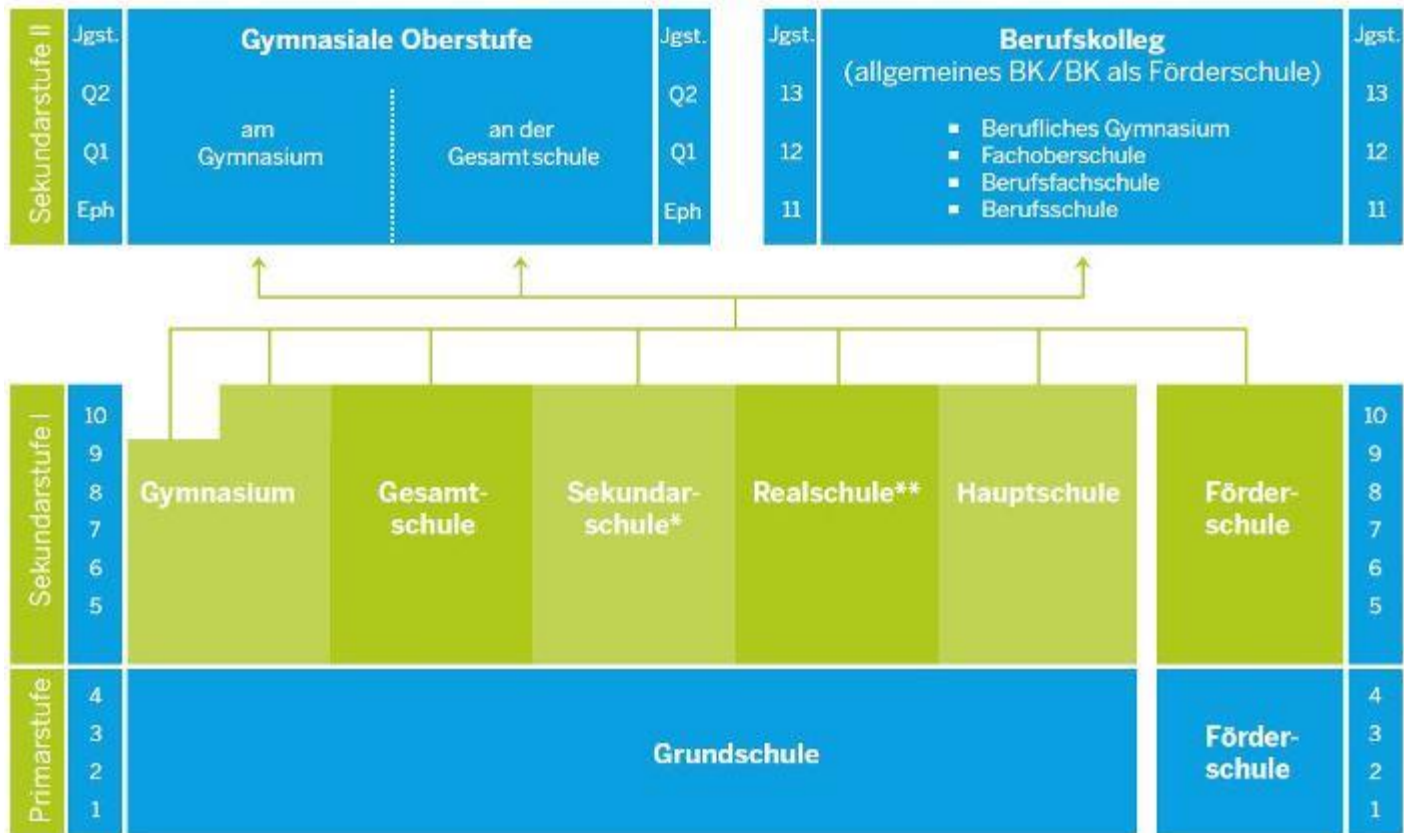 Sekundarstufe II
Jgst.
Q2
Q1
Eph
Gymnasiale Oberstufe
am
Gymnasium
an der
Gesamtschule
Jgst.
Q2
Q1
Eph
Jgst.
13
12
11
Berufskolleg
(allgemeines BK/BK als Förderschule)
▪ Berufliches Gymnasium
▪ Fachoberschule
▪ Berufsfachschule
▪ Berufsschule
Jgst.
13
12
11
Sekundarstufe I
10
9
8
7
6
5
Gymnasium
Gesamt-
schule
Sekundar-
schule*
Realschule**
Hauptschule
Förder-
schule
10
9
8
7
6
5
Primarstufe
4
3
2
1
Grundschule
Förder-
schule
4
3
2
1